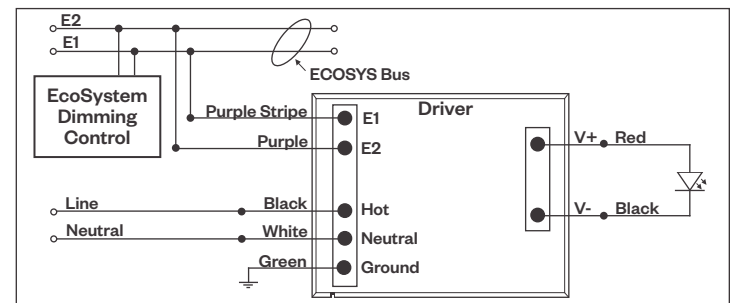 E2
E1
ECOSYS Bus
EcoSystem
Dimming
Control
Driver
Purple Stripe
E1
Purple
E2
V+
Red
Line
Black
Hot
V-
Black
Neutral
White
Neutral
Green
Ground